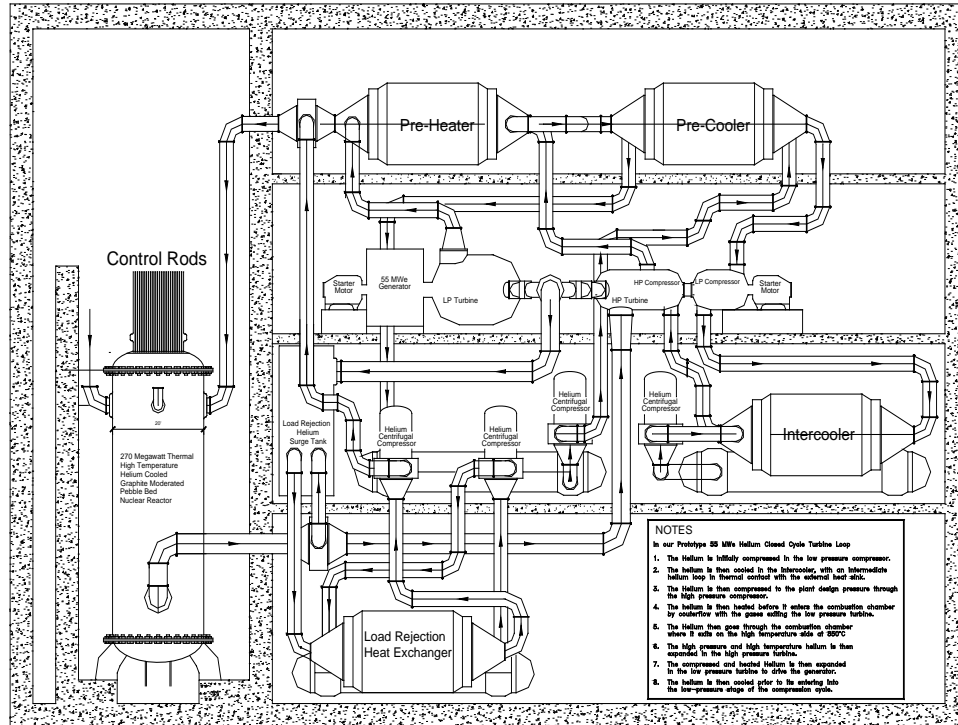 Pre-Heater
Pre-Cooler
Control Rods
Starter
Motor
55 MWe
Generator
LP Turbine
HP Compressor
HP Turbine
LP Compressor
Starter
Motor
Load Rejection
Helium
Surge Tank
Helium
Centrifugal
Compressor
Helium
Centrifugal
Compressor
Helium
Centrifugal
Compressor
Helium
Centrifugal
Compressor
Intercooler
20'
270 Megawatt Thermal
High Temperature
Helium Cooled
Graphite Moderated
Pebble Bed
Nuclear Reactor
Load Rejection
Heat Exchanger
NOTES
In our Prototype 55 MWe Helium Closed Cycle Turbine Loop
1. The Helium is initially compressed in the low pressure compressor.
2. The helium is then cooled in the intercooler, with an intermediate
helium loop in thermal contact with the external heat sink.
3. The Helium is then compressed to the plant design pressure through
the high pressure compressor.
4. The helium is then heated before it enters the combustion chamber
by couterflow with the gases exiting the low pressure turbine.
5. The Helium then goes through the combustion chamber
where it exits on the high temperature side at 850°C
6. The high pressure and high temperature helium is then
expanded in the high pressure turbine.
7. The compressed and heated Helium is then expanded
in the low pressure turbine to drive the generator.
8. The helium is then cooled prior to its entering into
the low-pressure stage of the compression cycle.